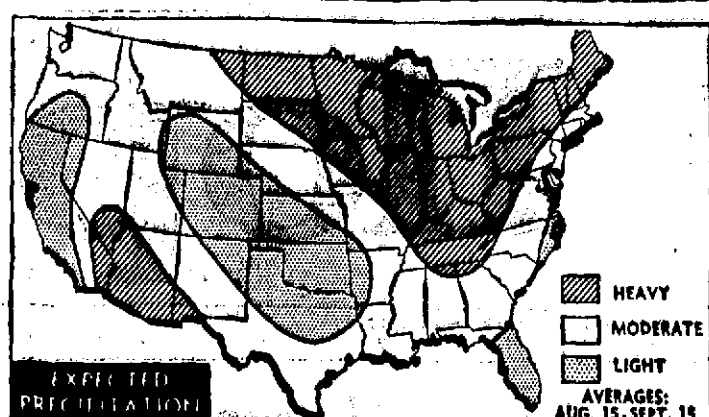 HEAVY
MODERATE
LIGHT
AVERAGES:
AUG. 15-SEPT. 15
EXPECTED
PRECIPITATION